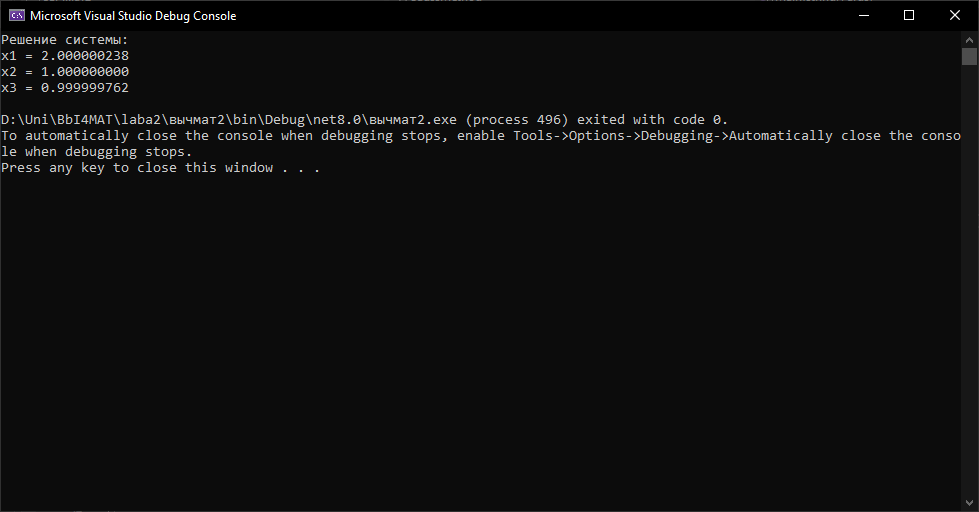 Microsoft Visual Studio Debug Console
Решение системы:
x1 = 2.000000238
x2 = 1.000000000
x3 = 0.999999762
D:\Uni\BbI4MAT\laba2\вычмат2\bin\Debug\net8.0\вычмат2.exe (process 496) exited with code 0.
To automatically close the console when debugging stops, enable Tools->Options->Debugging->Automatically close the conso
le when debugging stops.
Press any key to close this window . . .